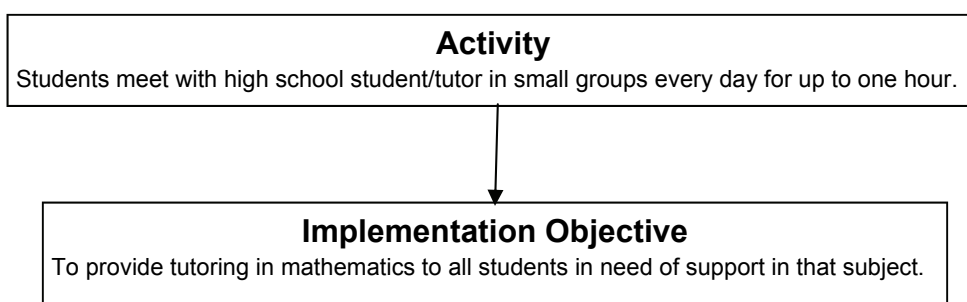 Activity
Students meet with high school student/tutor in small groups every day for up to one hour.
Implementation Objective
To provide tutoring in mathematics to all students in need of support in that subject.